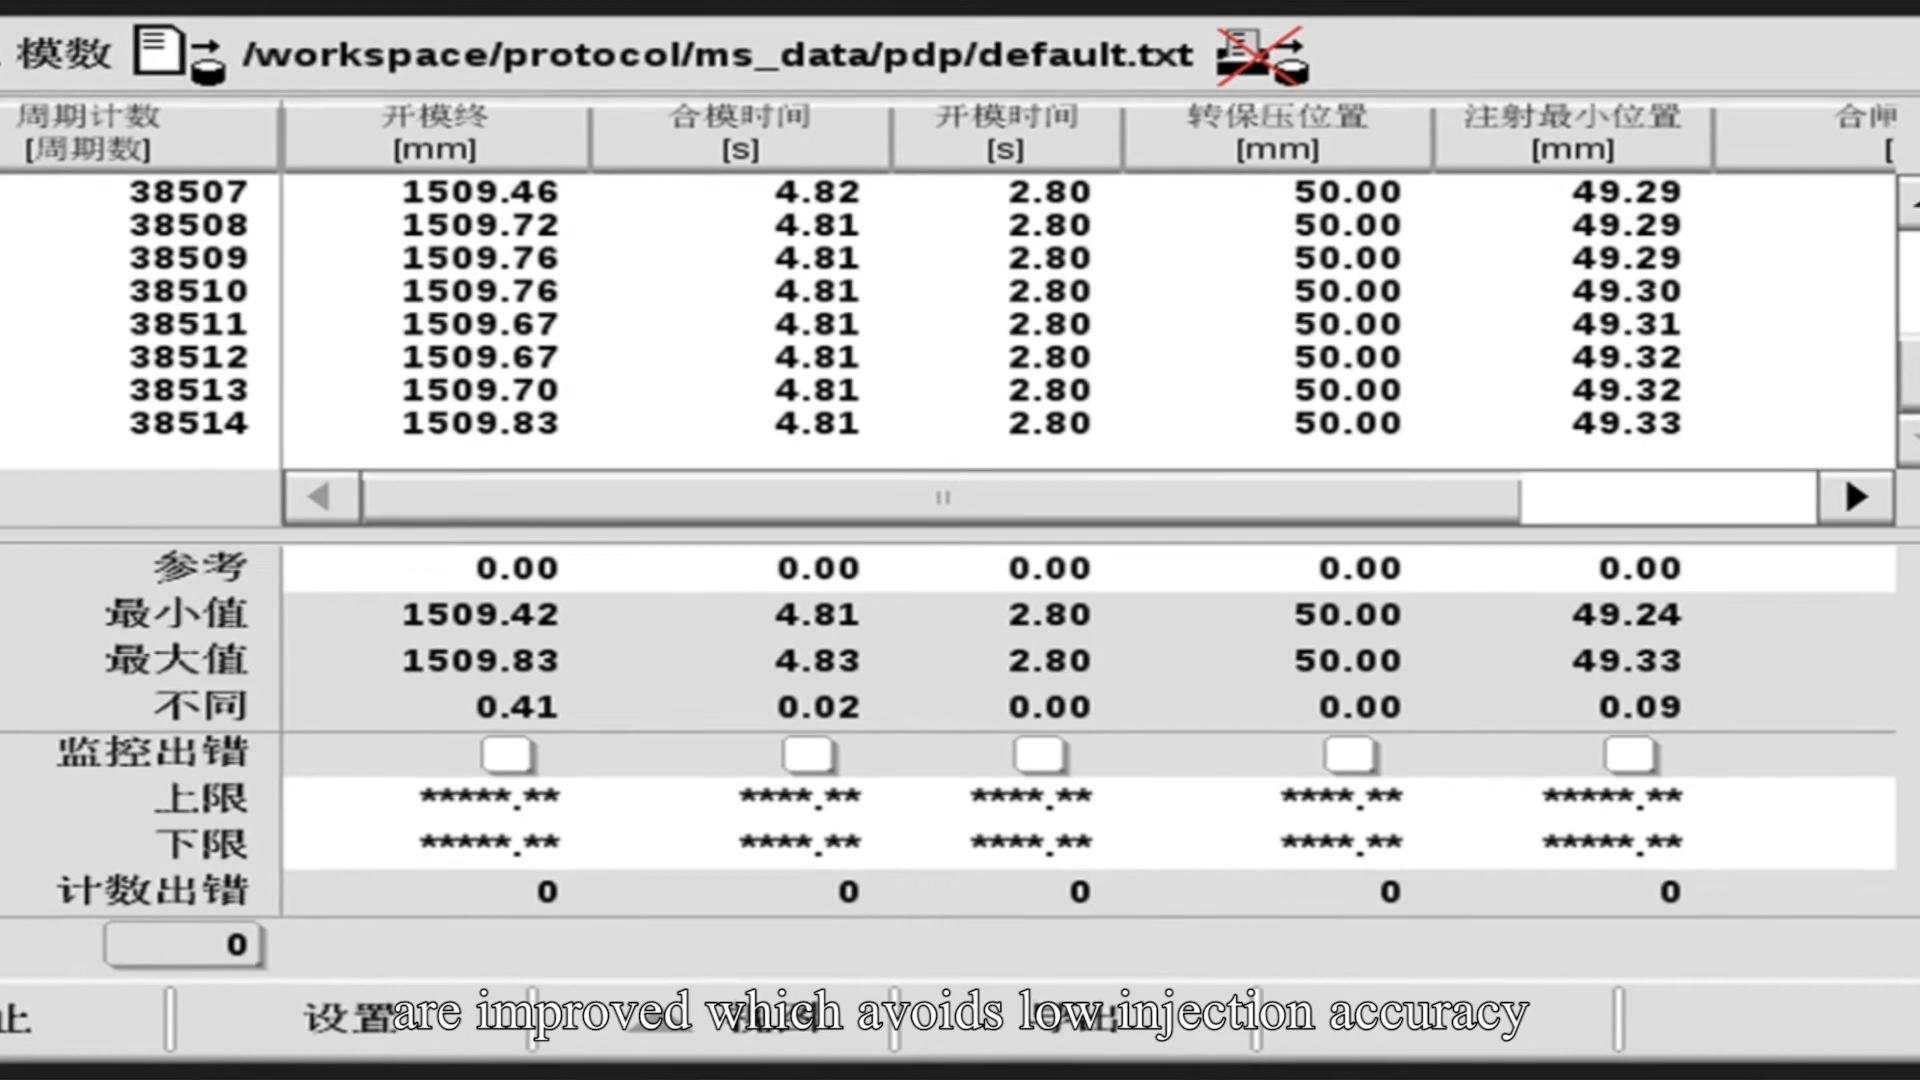 模数 /workspace/protocol/ms_data/pdp/default.txt
周期计数 开模终 合模时间 开模时间 转保压位置 注射最小位置 合闸
[周期数] [mm] [s] [s] [mm] [mm] [
38507 1509.46 4.82 2.80 50.00 49.29
38508 1509.72 4.81 2.80 50.00 49.29
38509 1509.76 4.81 2.80 50.00 49.29
38510 1509.76 4.81 2.80 50.00 49.30
38511 1509.67 4.81 2.80 50.00 49.31
38512 1509.67 4.81 2.80 50.00 49.32
38513 1509.70 4.81 2.80 50.00 49.32
38514 1509.83 4.81 2.80 50.00 49.33
参考 0.00 0.00 0.00 0.00 0.00
最小值 1509.42 4.81 2.80 50.00 49.24
最大值 1509.83 4.83 2.80 50.00 49.33
不同 0.41 0.02 0.00 0.00 0.09
监控出错
上限 *****.** ****.** ****.** ****.** *****.**
下限 *****.** ****.** ****.** ****.** *****.**
计数出错 0 0 0 0 0
0
止 设置
are improved which avoids low injection accuracy